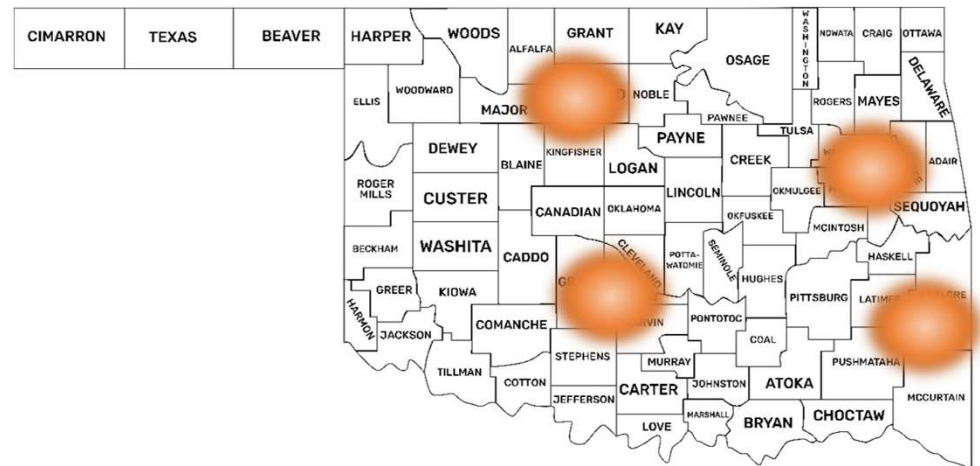 CIMARRON
TEXAS
BEAVER
HARPER
WOODS
ALFALFA
GRANT
KAY
OSAGE
WASHINGTON
NOWATA
CRAIG
OTTAWA
DELAWARE
ELLIS
WOODWARD
MAJOR
NOBLE
PAWNEE
ROGERS
MAYES
TULSA
PAYNE
DEWEY
BLAINE
KINGFISHER
LOGAN
CREEK
ADAIR
ROGER
MILLS
CUSTER
CANADIAN
OKLAHOMA
LINCOLN
OKMULGEE
OKFUSKEE
SEQUOYAH
MCINTOSH
BECKHAM
WASHITA
CADDO
CLEVELAND
POTTA-
WATOMIE
SEMINOLE
HUGHES
HASKELL
HARMON
GREER
KIOWA
PITTSBURG
JACKSON
COMANCHE
PONTOTOC
COAL
TILLMAN
COTTON
STEPHENS
MURRAY
PUSHMATAHA
JEFFERSON
CARTER
JOHNSTON
ATOKA
MCCURTAIN
LOVE
MARSHALL
BRYAN
CHOCTAW